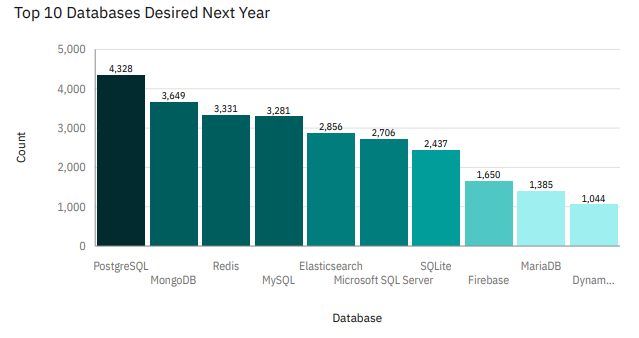 Top 10 Databases Desired Next Year
Count
5,000
4,000
3,000
2,000
1,000
0
4,328
3,649
3,331
3,281
2,856
2,706
2,437
1,650
1,385
1,044
PostgreSQL
MongoDB
Redis
MySQL
Elasticsearch
Microsoft SQL Server
SQLite
Firebase
MariaDB
Dynam...
Database